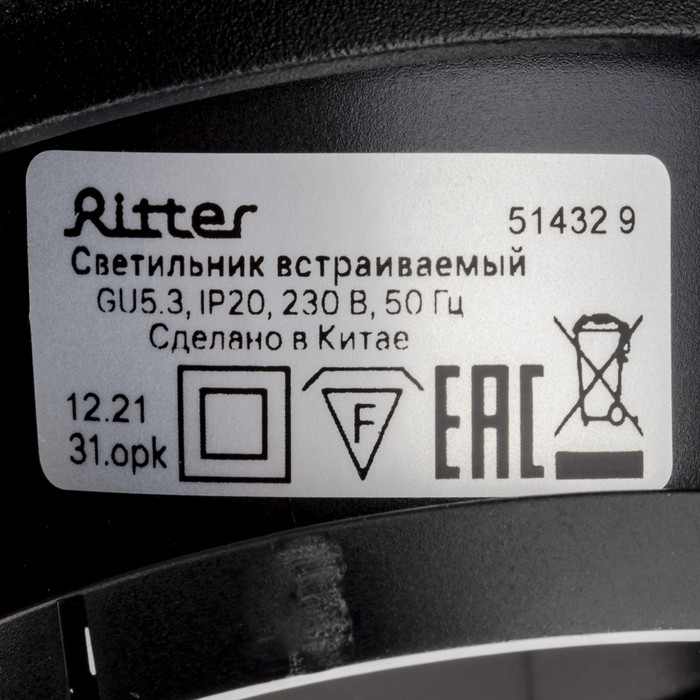 Ritter 51432 9
Светильник встраиваемый
GU5.3, IP20, 230 В, 50 Гц
Сделано в Китае
12.21
31.opk
F
EAC